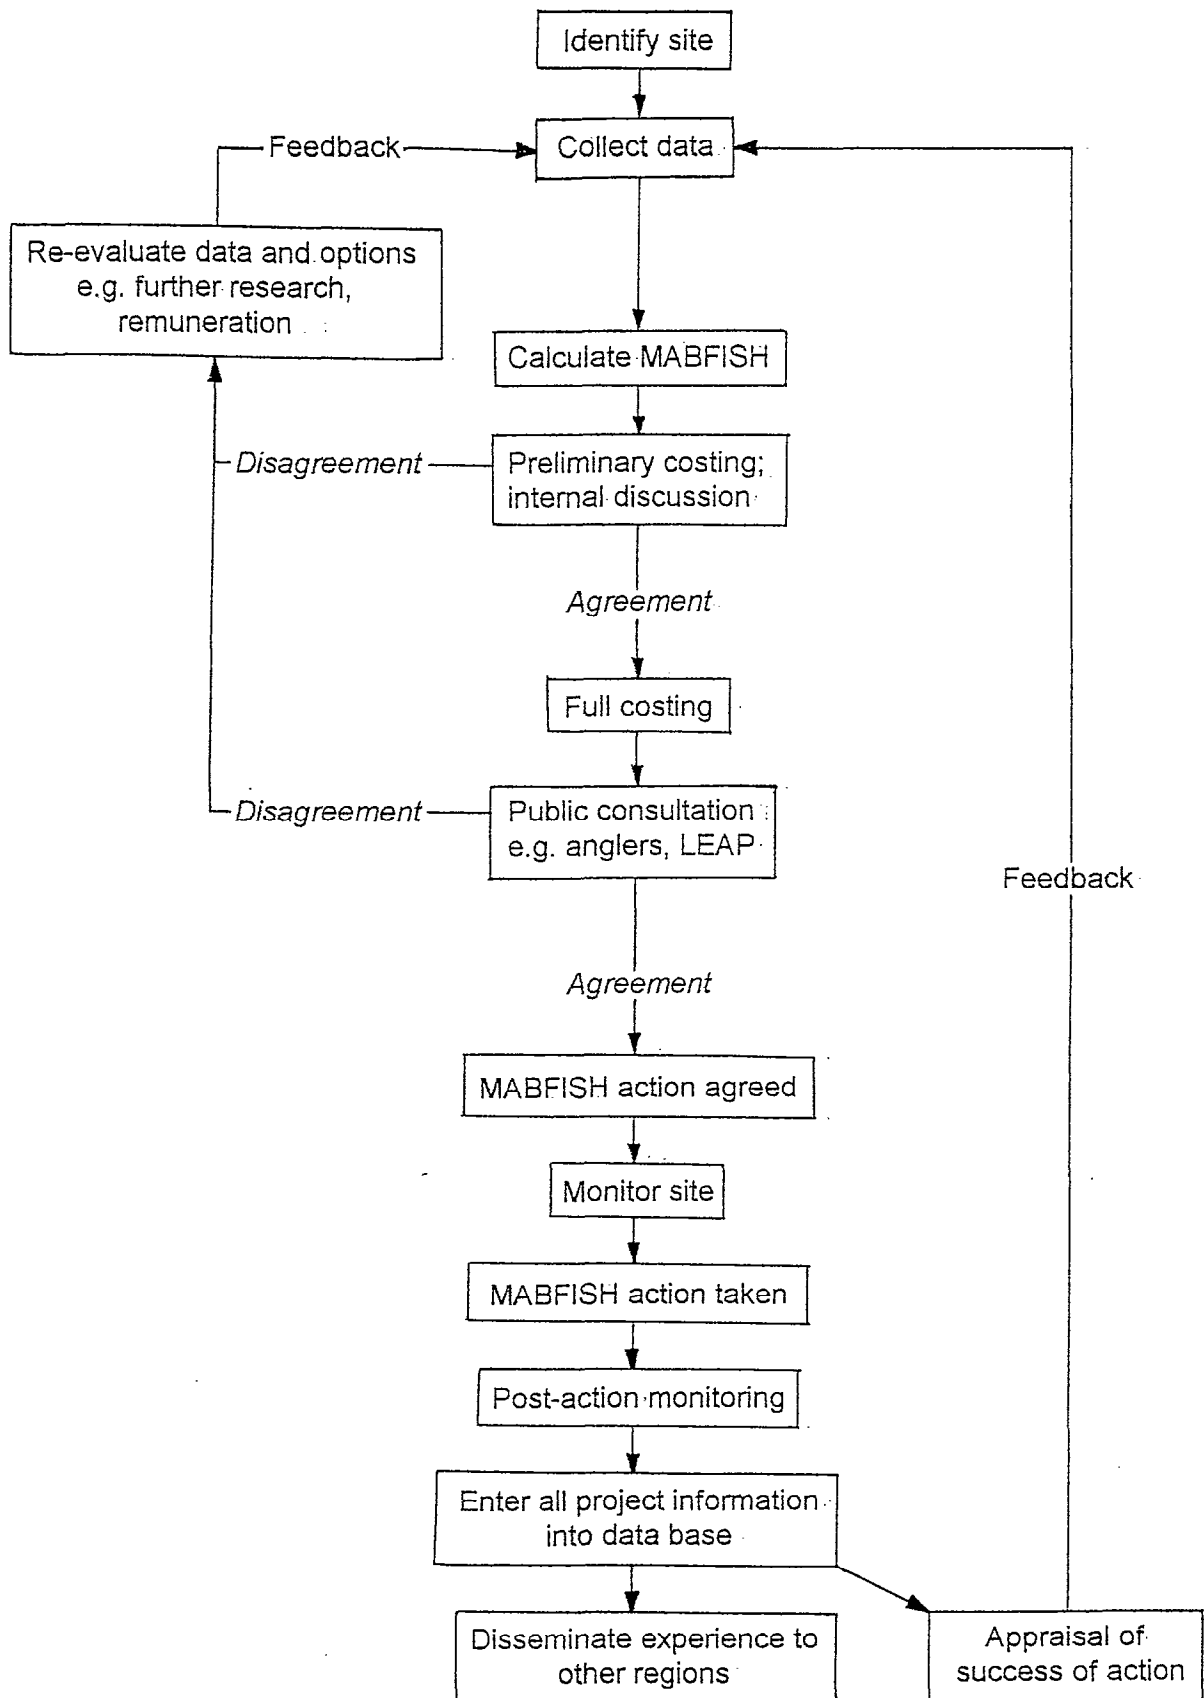 Identify site
Feedback
Collect data
Re-evaluate data and options
e.g. further research,
remuneration
Calculate MABFISH
Disagreement
Preliminary costing;
internal discussion
Agreement
Full costing
Disagreement
Public consultation
e.g. anglers, LEAP
Feedback
Agreement
MABFISH action agreed
Monitor site
MABFISH action taken
Post-action monitoring
Enter all project information
into data base
Disseminate experience to
other regions
Appraisal of
success of action